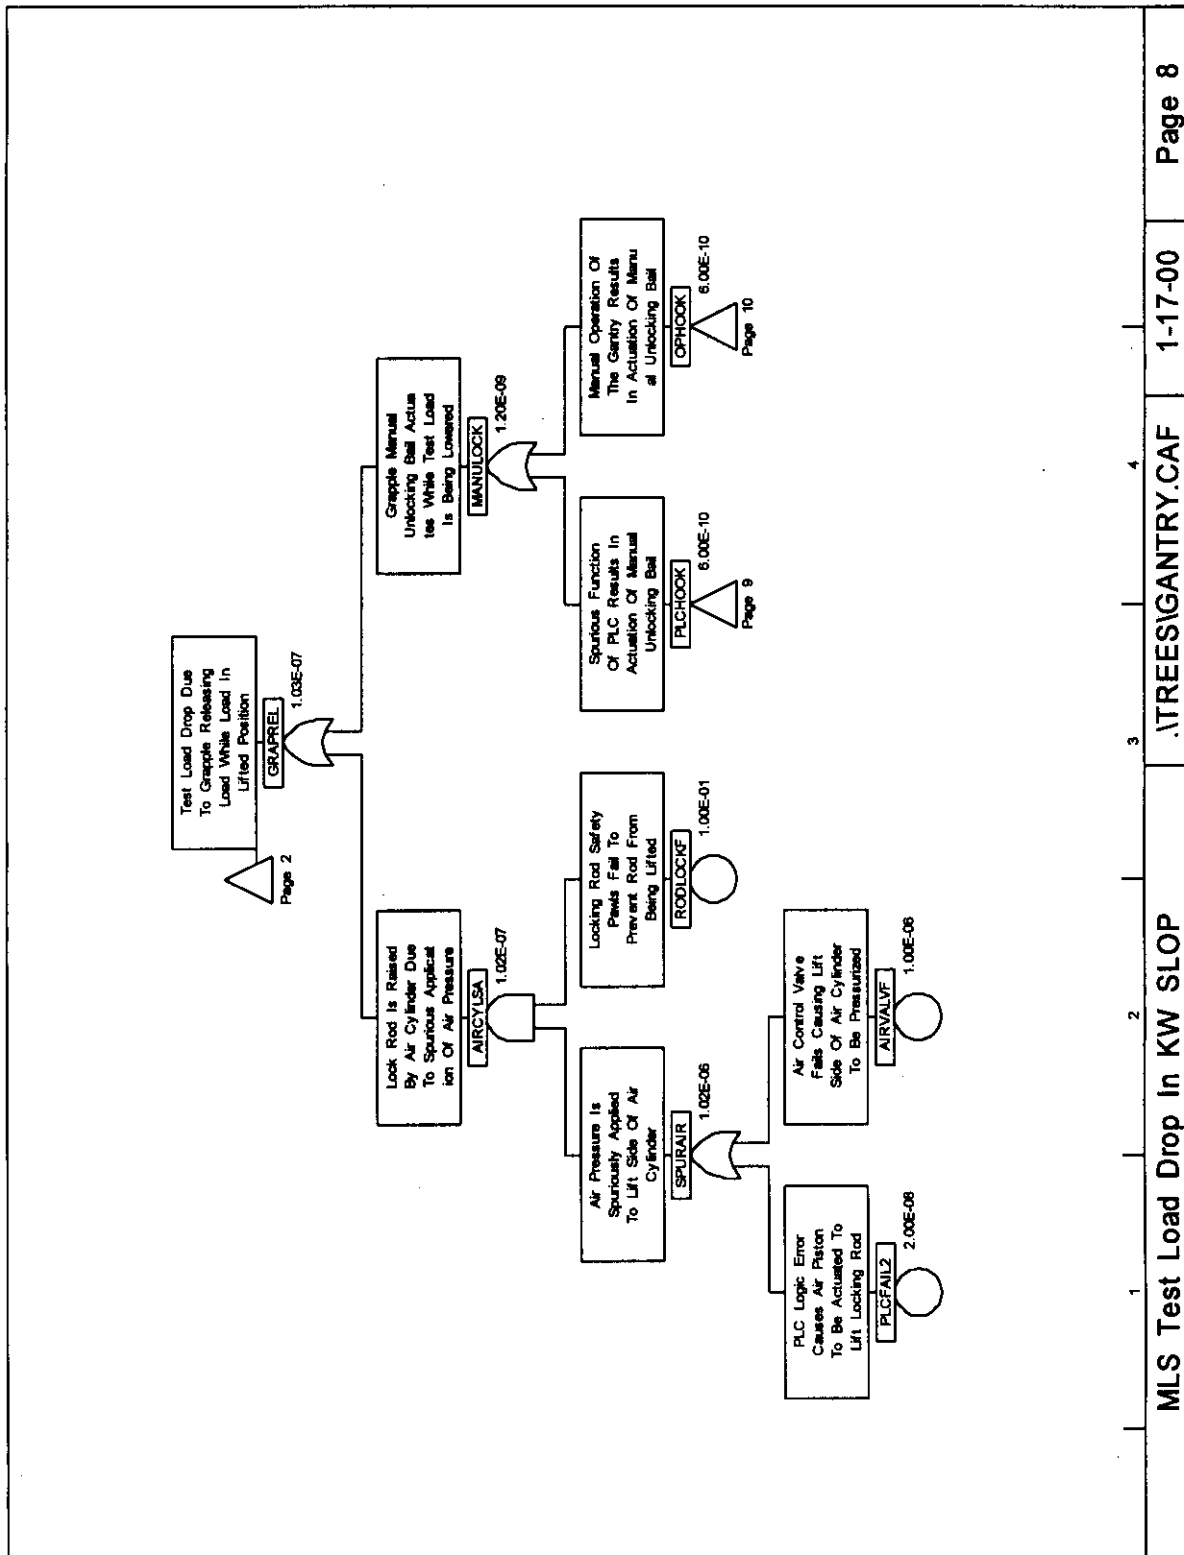 Test Load Drop Due
To Grapple Releasing
Load While Load In
Lifted Position
GRAPREL
1.03E-07
Page 2
Lock Rod Is Raised
By Air Cylinder Due
To Spurious Applicat
ion Of Air Pressure
AIRCYLSA
1.02E-07
Grapple Manual
Unlocking Bail Actua
tes While Test Load
Is Being Lowered
MANULOCK
1.20E-09
Air Pressure Is
Spuriously Applied
To Lift Side Of Air
Cylinder
SPURAIR
1.02E-06
Locking Rod Safety
Pawls Fail To
Prevent Rod From
Being Lifted
RODLOCKF
1.00E-01
Spurious Function
Of PLC Results In
Actuation Of Manual
Unlocking Bail
PLCHOOK
6.00E-10
Page 9
Manual Operation Of
The Gantry Results
In Actuation Of Manu
al Unlocking Bail
OPHOOK
6.00E-10
Page 10
PLC Logic Error
Causes Air Piston
To Be Actuated To
Lift Locking Rod
PLCFAIL2
2.00E-08
Air Control Valve
Fails Causing Lift
Side Of Air Cylinder
To Be Pressurized
AIRVALVF
1.00E-06
1 2 3 4
MLS Test Load Drop In KW SLOP
.\TREES\GANTRY.CAF
1-17-00
Page 8